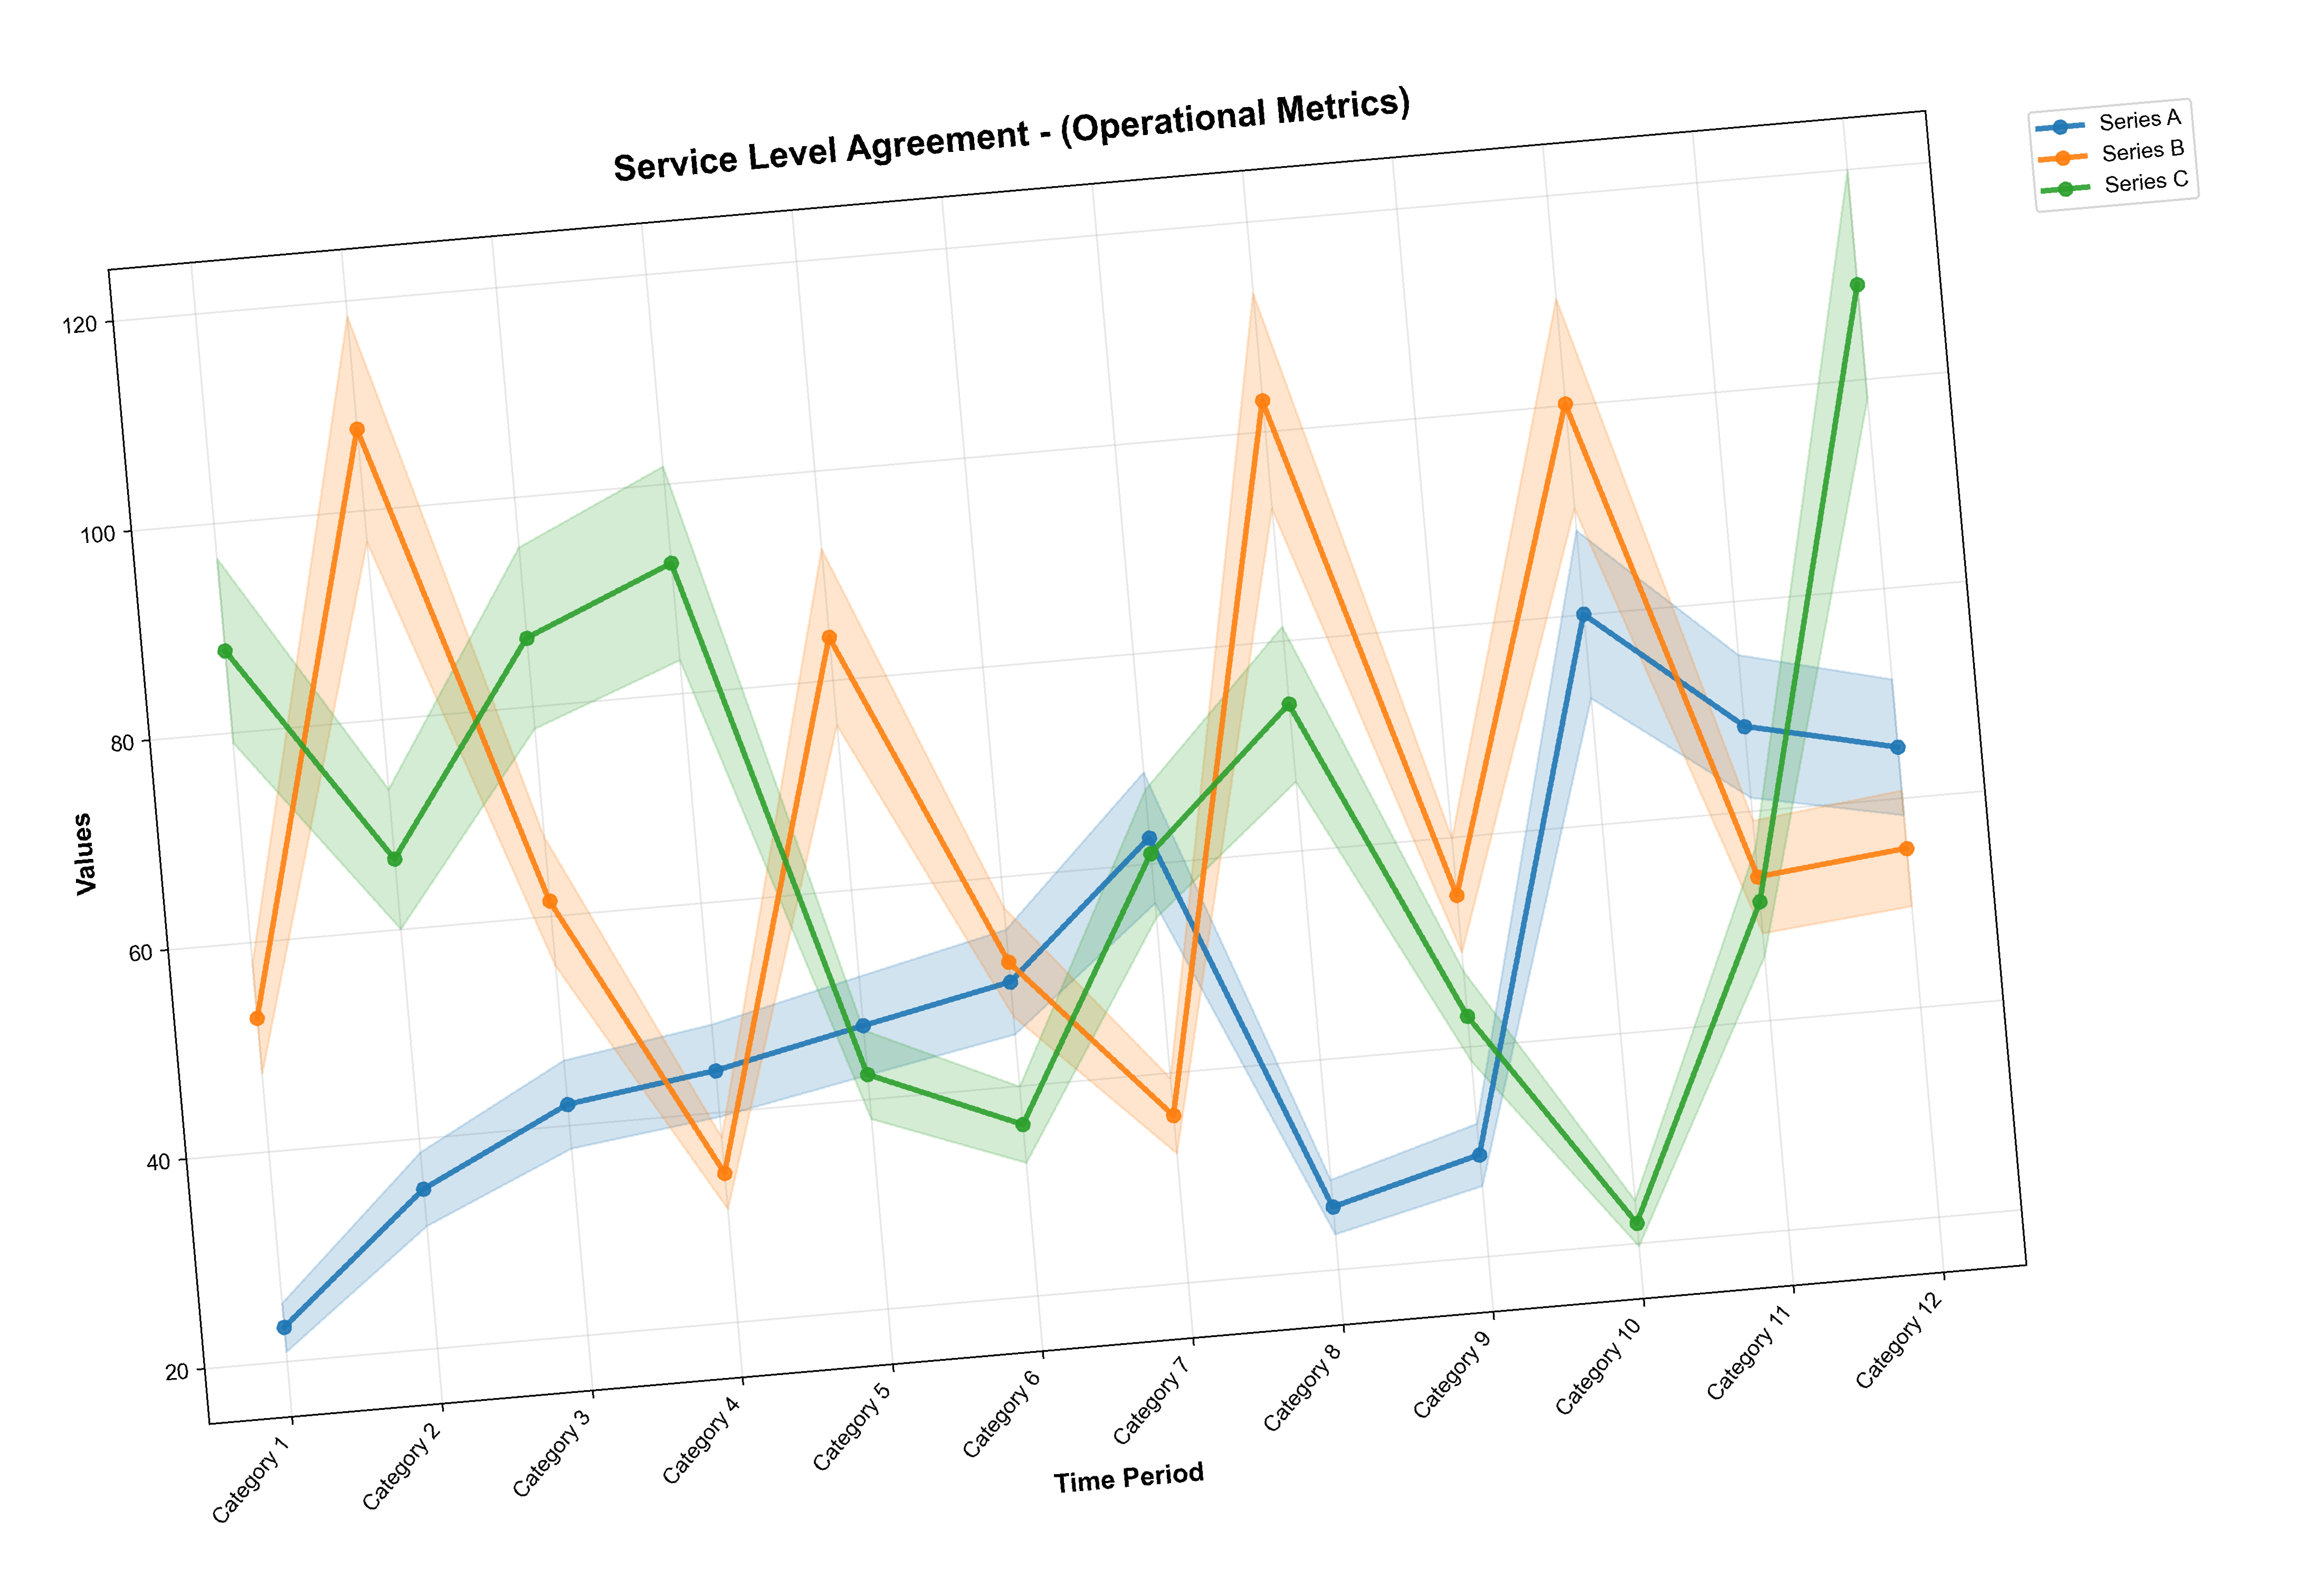 Service Level Agreement - (Operational Metrics)
Series A
Series B
Series C
120
100
80
60
40
20
Values
Category 1
Category 2
Category 3
Category 4
Category 5
Category 6
Category 7
Category 8
Category 9
Category 10
Category 11
Category 12
Time Period